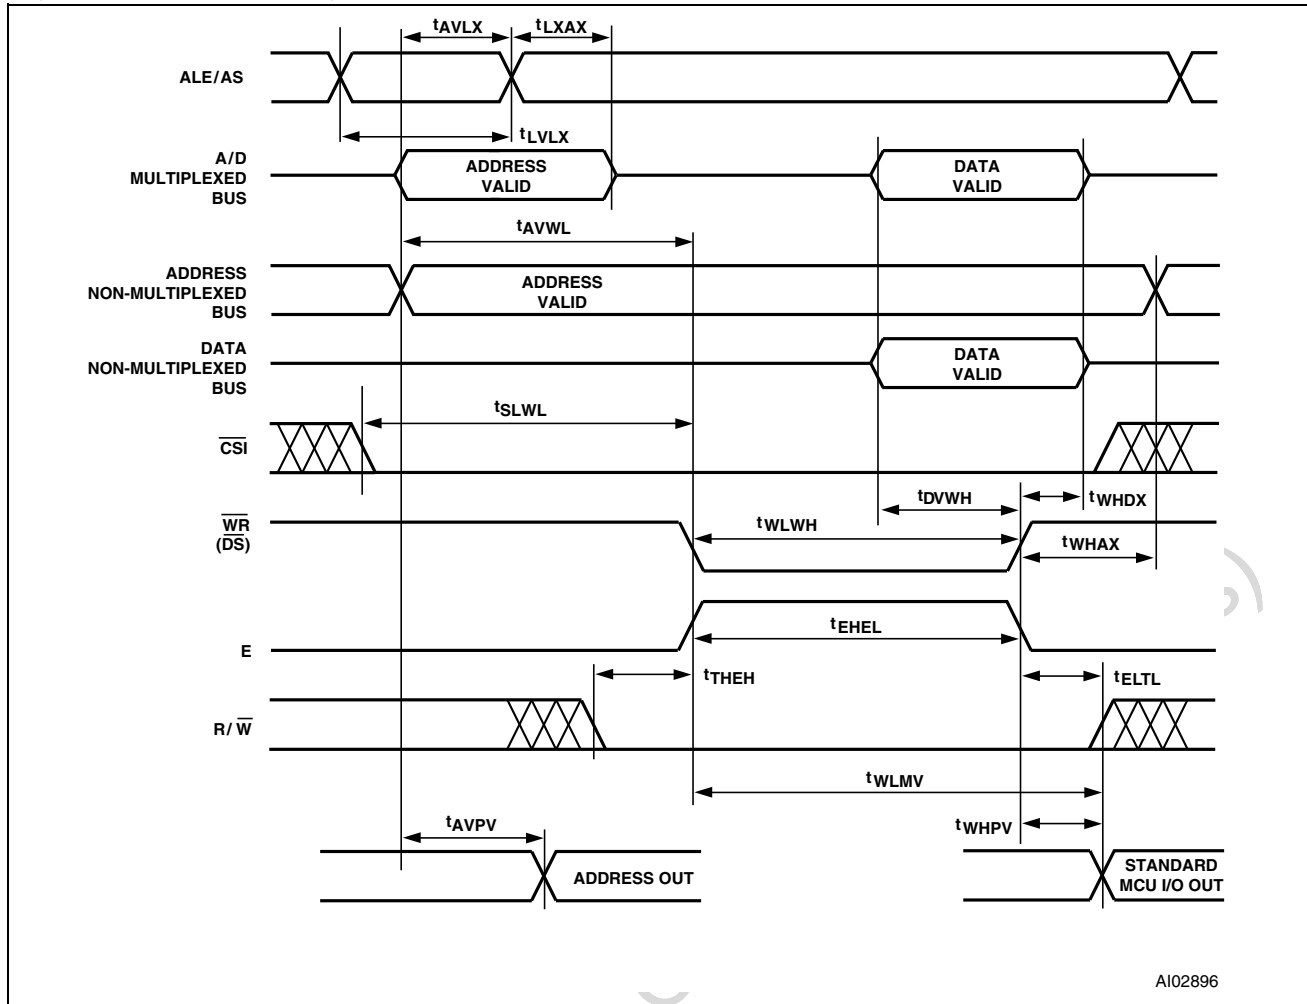 tAVLX
tLXAX
ALE/AS
tLVLX
A/D
MULTIPLEXED
BUS
ADDRESS
VALID
DATA
VALID
tAVWL
ADDRESS
NON-MULTIPLEXED
BUS
ADDRESS
VALID
DATA
NON-MULTIPLEXED
BUS
DATA
VALID
tSLWL
CSI
tDVWH
tWHDX
WR
(DS)
tWLWH
tWHAX
tEHEL
E
tTHEH
tELTL
R/W
tWLMV
tAVPV
tWHPV
ADDRESS OUT
STANDARD
MCU I/O OUT
AI02896